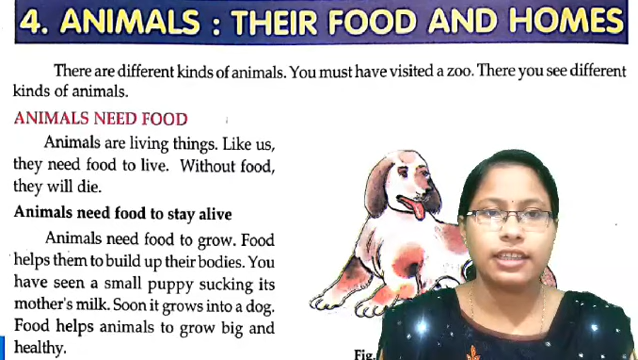 4. ANIMALS : THEIR FOOD AND HOMES
There are different kinds of animals. You must have visited a zoo. There you see different
kinds of animals.
ANIMALS NEED FOOD
Animals are living things. Like us,
they need food to live. Without food,
they will die.
Animals need food to stay alive
Animals need food to grow. Food
helps them to build up their bodies. You
have seen a small puppy sucking its
mother's milk. Soon it grows into a dog.
Food helps animals to grow big and
healthy.
Fig.